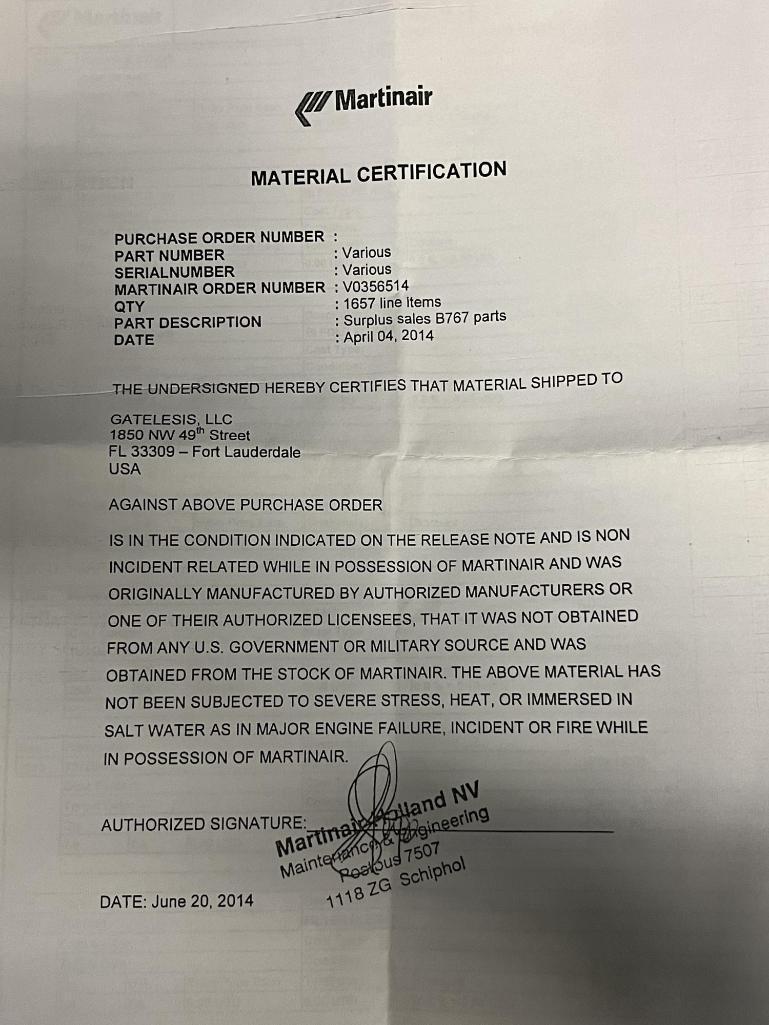 Martinair
MATERIAL CERTIFICATION
PURCHASE ORDER NUMBER :
PART NUMBER : Various
SERIALNUMBER : Various
MARTINAIR ORDER NUMBER : V0356514
QTY : 1657 line Items
PART DESCRIPTION : Surplus sales B767 parts
DATE : April 04, 2014
THE UNDERSIGNED HEREBY CERTIFIES THAT MATERIAL SHIPPED TO
GATELESIS, LLC
1850 NW 49th Street
FL 33309 – Fort Lauderdale
USA
AGAINST ABOVE PURCHASE ORDER
IS IN THE CONDITION INDICATED ON THE RELEASE NOTE AND IS NON
INCIDENT RELATED WHILE IN POSSESSION OF MARTINAIR AND WAS
ORIGINALLY MANUFACTURED BY AUTHORIZED MANUFACTURERS OR
ONE OF THEIR AUTHORIZED LICENSEES, THAT IT WAS NOT OBTAINED
FROM ANY U.S. GOVERNMENT OR MILITARY SOURCE AND WAS
OBTAINED FROM THE STOCK OF MARTINAIR. THE ABOVE MATERIAL HAS
NOT BEEN SUBJECTED TO SEVERE STRESS, HEAT, OR IMMERSED IN
SALT WATER AS IN MAJOR ENGINE FAILURE, INCIDENT OR FIRE WHILE
IN POSSESSION OF MARTINAIR.
AUTHORIZED SIGNATURE:
Martinair Holland NV
Maintenance & Engineering
Postbus 7507
1118 ZG Schiphol
DATE: June 20, 2014